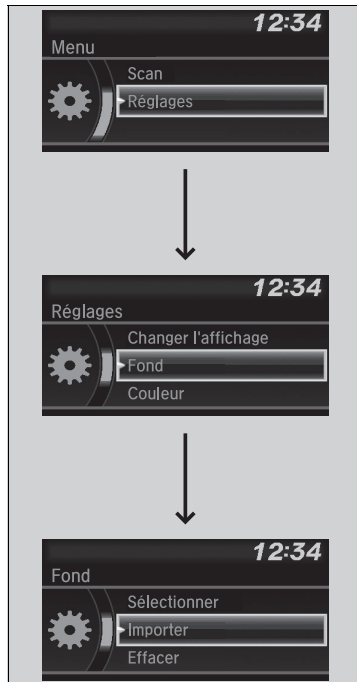 12:34
Menu
Scan
Réglages
12:34
Réglages
Changer l'affichage
Fond
Couleur
12:34
Fond
Sélectionner
Importer
Effacer